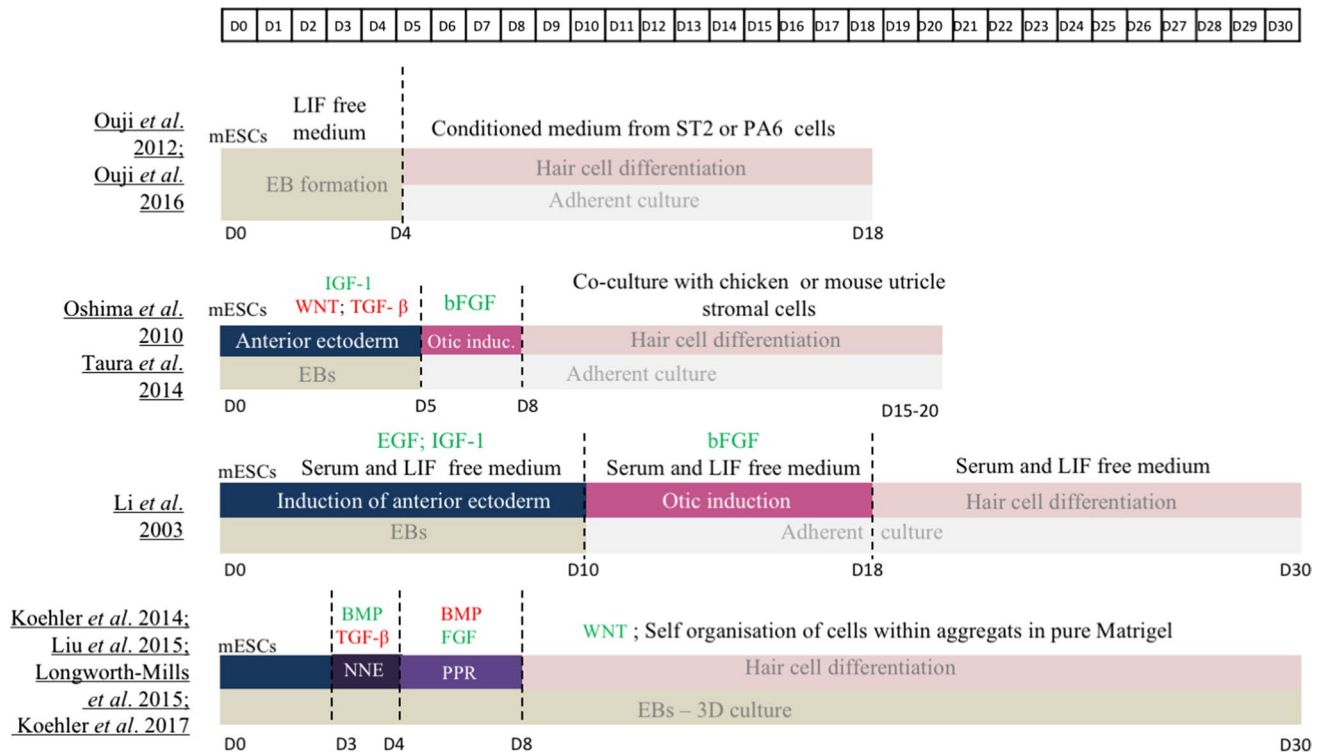 D0 D1 D2 D3 D4 D5 D6 D7 D8 D9 D10 D11 D12 D13 D14 D15 D16 D17 D18 D19 D20 D21 D22 D23 D24 D25 D26 D27 D28 D29 D30
Ouji et al.
2012;
Ouji et al.
2016
mESCs
LIF free
medium
Conditioned medium from ST2 or PA6 cells
EB formation
Hair cell differentiation
Adherent culture
D0 D4 D18
Oshima et al.
2010
Taura et al.
2014
mESCs
IGF-1
WNT; TGF- β
bFGF
Co-culture with chicken or mouse utricle
stromal cells
Anterior ectoderm
Otic induc.
Hair cell differentiation
EBs
Adherent culture
D0 D5 D8 D15-20
Li et al.
2003
mESCs
EGF; IGF-1
Serum and LIF free medium
bFGF
Serum and LIF free medium
Serum and LIF free medium
Induction of anterior ectoderm
Otic induction
Hair cell differentiation
EBs
Adherent culture
D0 D10 D18 D30
Koehler et al. 2014;
Liu et al. 2015;
Longworth-Mills
et al. 2015;
Koehler et al. 2017
mESCs
BMP
TGF-β
BMP
FGF
WNT ; Self organisation of cells within aggregats in pure Matrigel
NNE
PPR
Hair cell differentiation
EBs – 3D culture
D0 D3 D4 D8 D30